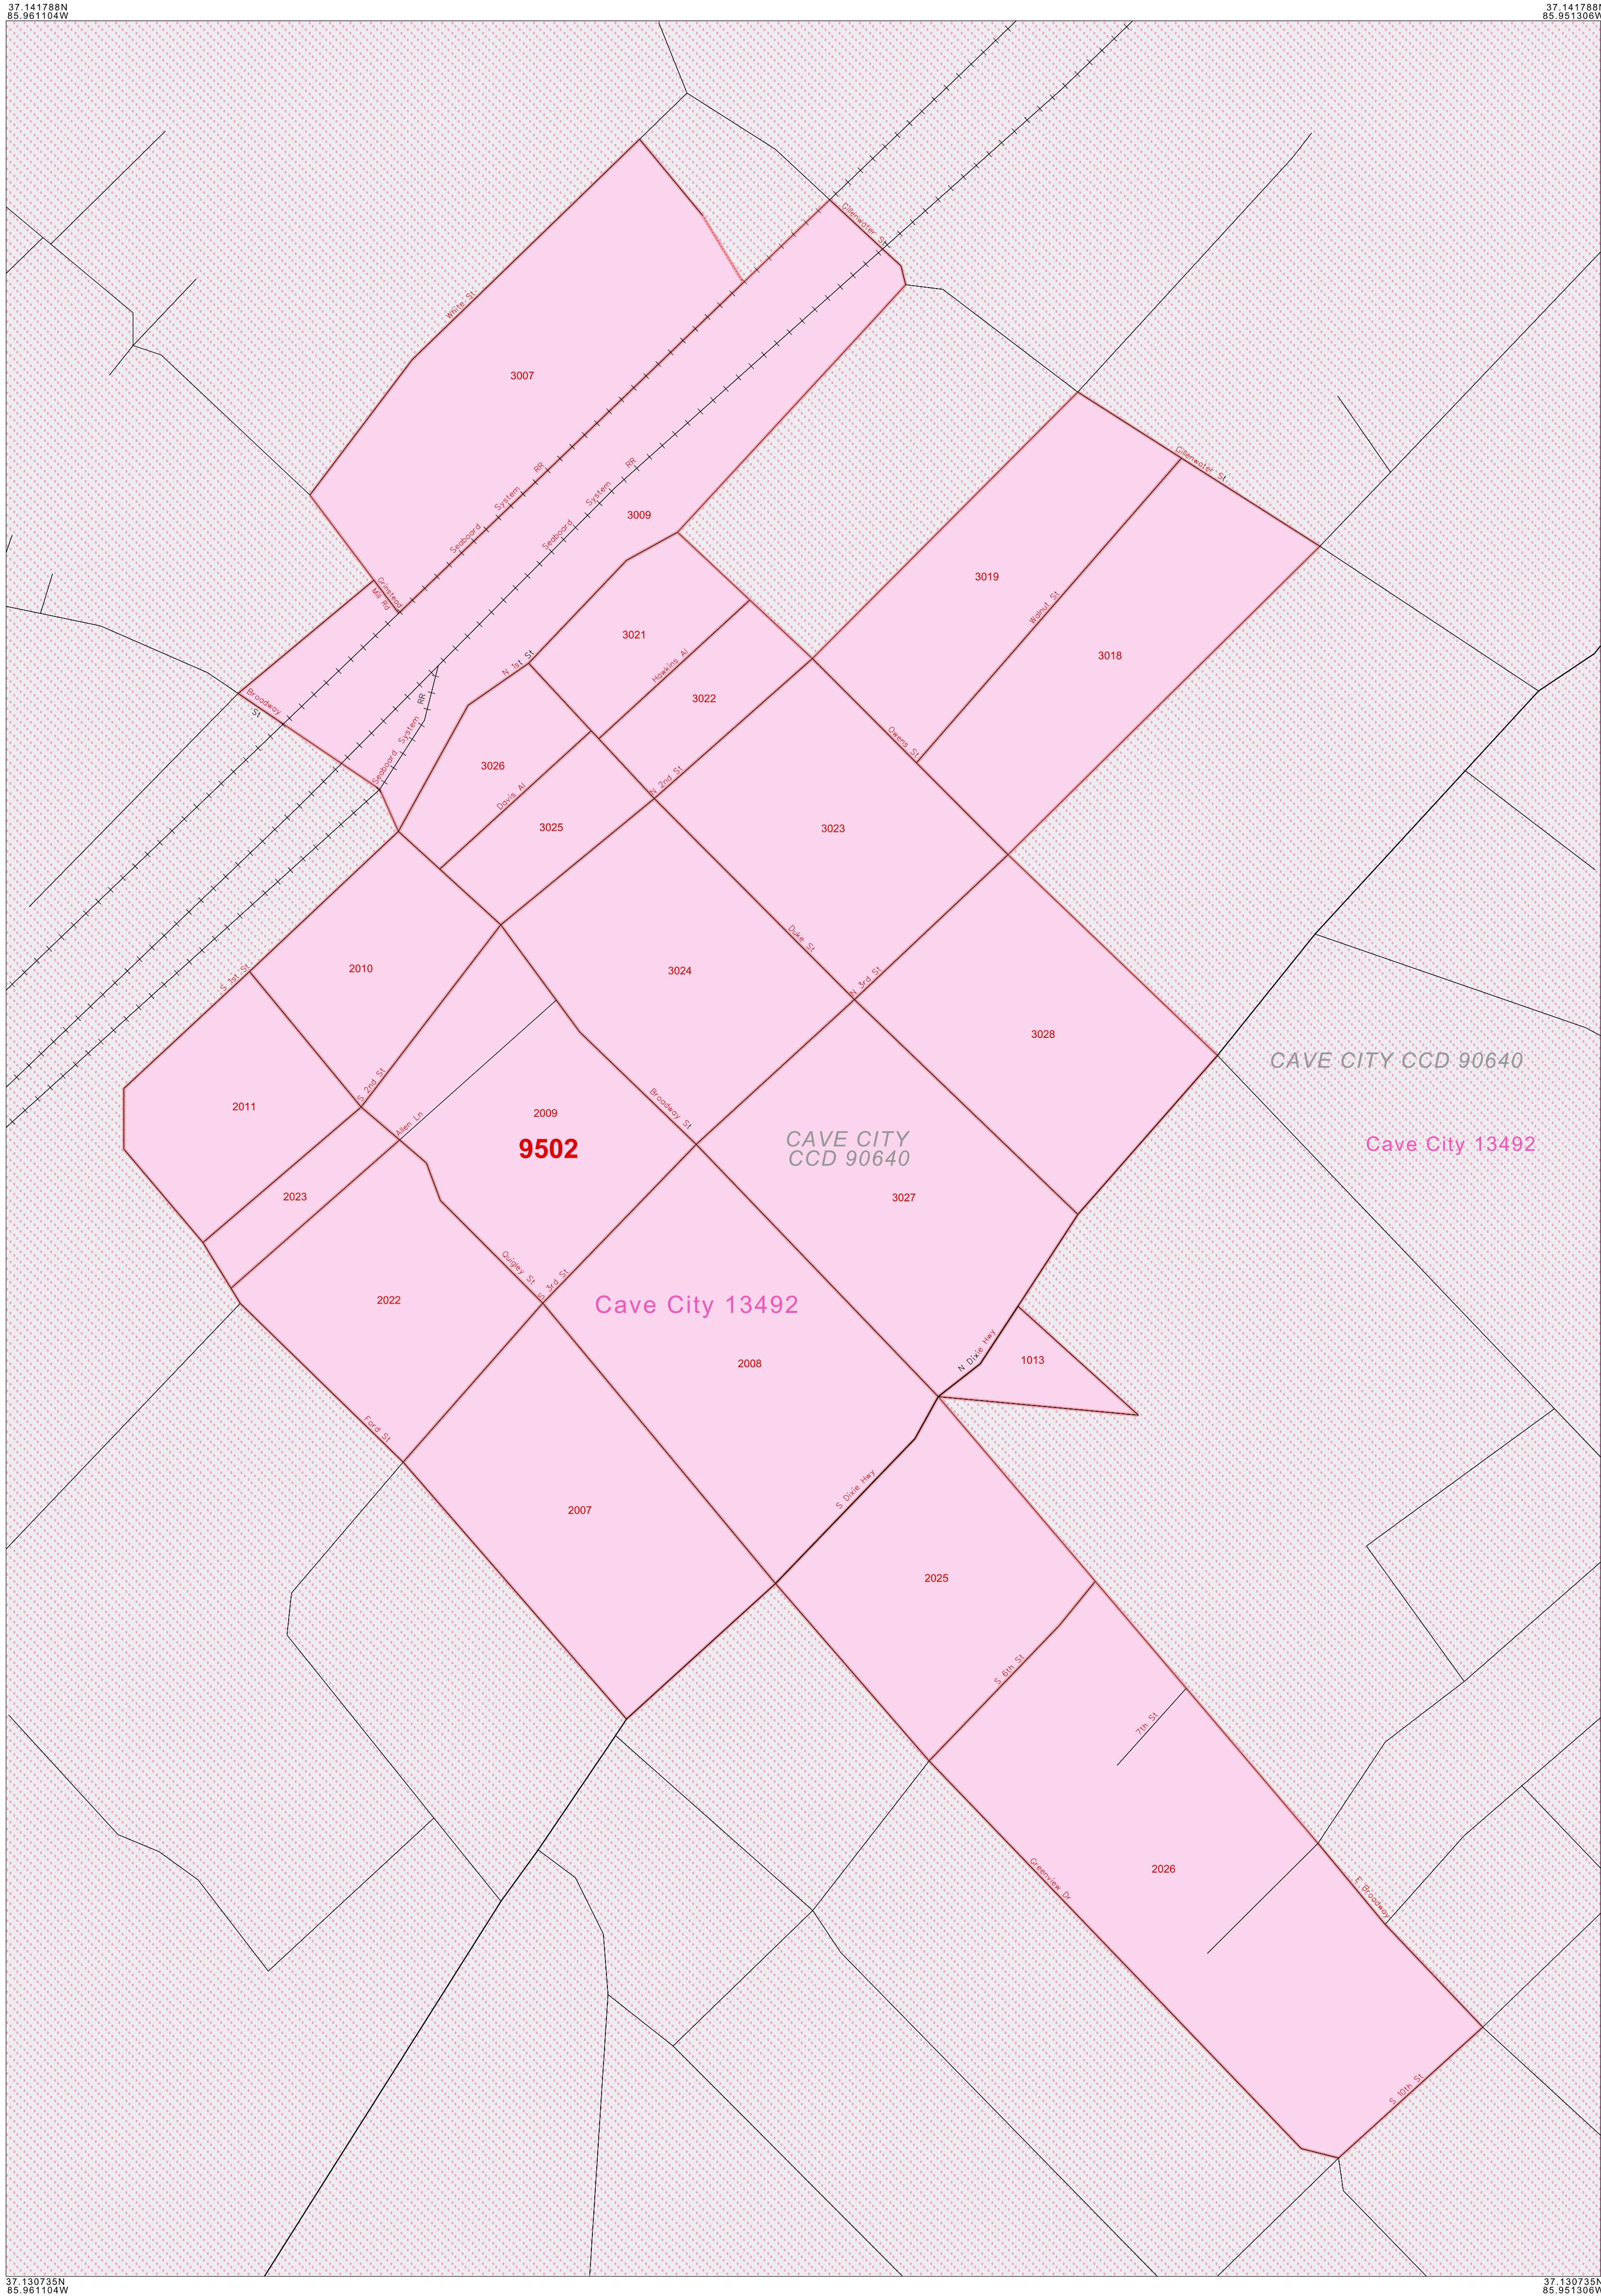 37.141788N
85.961104W
37.141788N
85.951306W
Gillenwater St
White St
3007
Seaboard System RR
Seaboard System RR
3009
Gillenwater St
3019
Walnut St
3018
Grinstead
Mill Rd
3021
Hawkins Al
3022
N 1st St
Broadway
St
Seaboard System RR
3026
Davis Al
3025
N 2nd St
Owens St
3023
2010
S 1st St
3024
Duke St
N 3rd St
3028
CAVE CITY CCD 90640
2011
S 2nd St
Allen Ln
2009
9502
Broadway St
CAVE CITY
CCD 90640
Cave City 13492
2023
3027
Quigley St
S 3rd St
2022
Cave City 13492
2008
N Dixie Hwy
1013
Ford St
S Dixie Hwy
2007
2025
S 6th St
7th St
2026
Greenview Dr
E Broadway
S 10th St
37.130735N
85.961104W
37.130735N
85.951306W